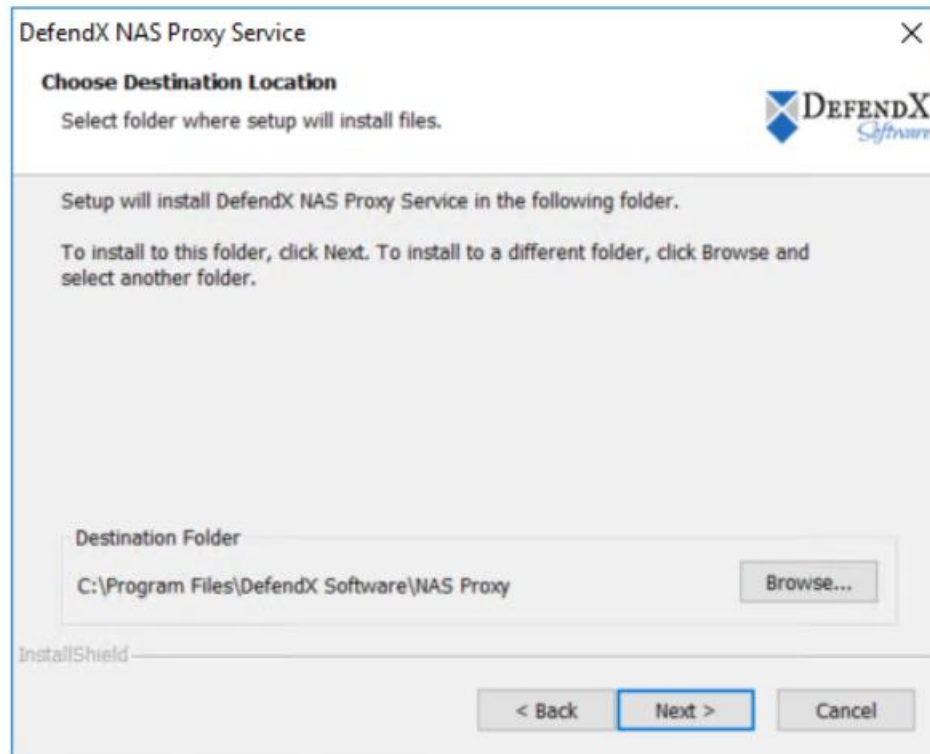 DefendX NAS Proxy Service
Choose Destination Location
Select folder where setup will install files.
DEFENDX
Software
Setup will install DefendX NAS Proxy Service in the following folder.
To install to this folder, click Next. To install to a different folder, click Browse and
select another folder.
Destination Folder
C:\Program Files\DefendX Software\NAS Proxy
Browse...
InstallShield
< Back
Next >
Cancel